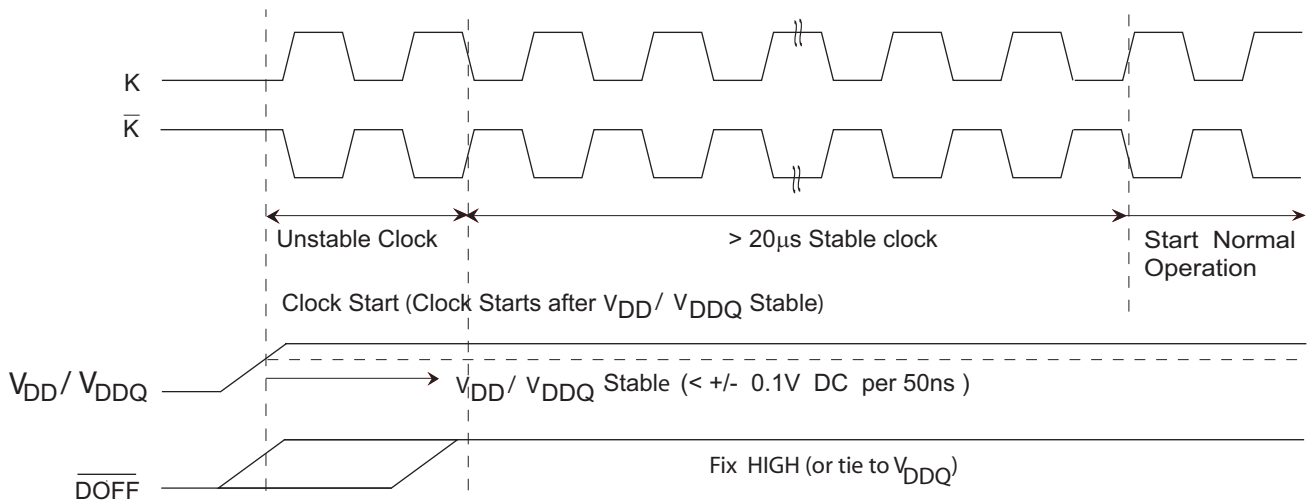 K
K̅
Unstable Clock
> 20μs Stable clock
Start Normal
Operation
Clock Start (Clock Starts after VDD / VDDQ Stable)
VDD / VDDQ
VDD / VDDQ Stable (< +/- 0.1V DC per 50ns )
Fix HIGH (or tie to VDDQ)
D̅O̅F̅F̅